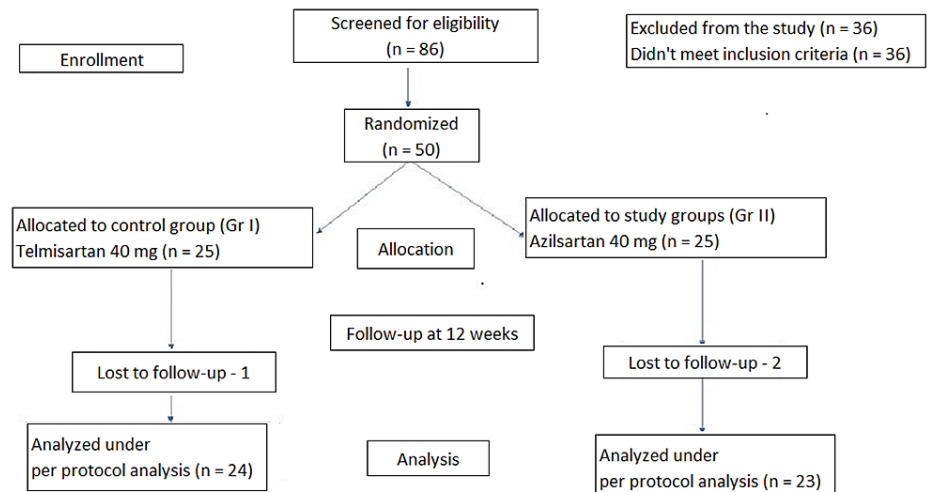 Screened for eligibility
(n = 86)
Enrollment
Excluded from the study (n = 36)
Didn't meet inclusion criteria (n = 36)
Randomized
(n = 50)
Allocated to control group (Gr I)
Telmisartan 40 mg (n = 25)
Allocation
Allocated to study groups (Gr II)
Azilsartan 40 mg (n = 25)
Follow-up at 12 weeks
Lost to follow-up - 1
Lost to follow-up - 2
Analyzed under
per protocol analysis (n = 24)
Analysis
Analyzed under
per protocol analysis (n = 23)